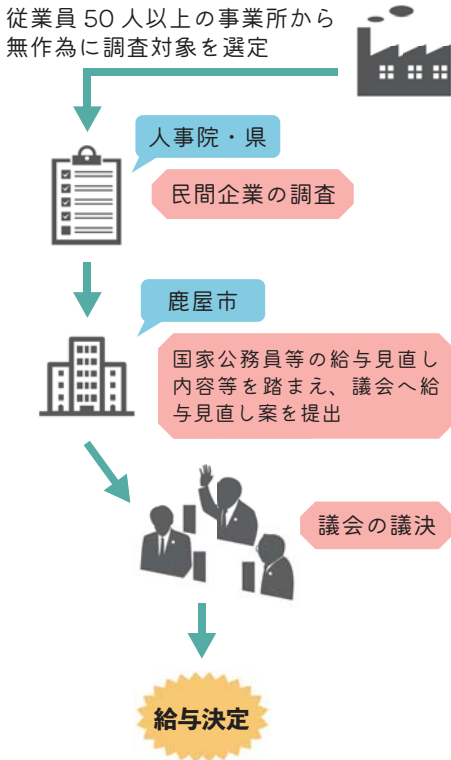 従業員 50 人以上の事業所から
無作為に調査対象を選定
人事院・県
民間企業の調査
鹿屋市
国家公務員等の給与見直し
内容等を踏まえ、議会へ給
与見直し案を提出
議会の議決
給与決定